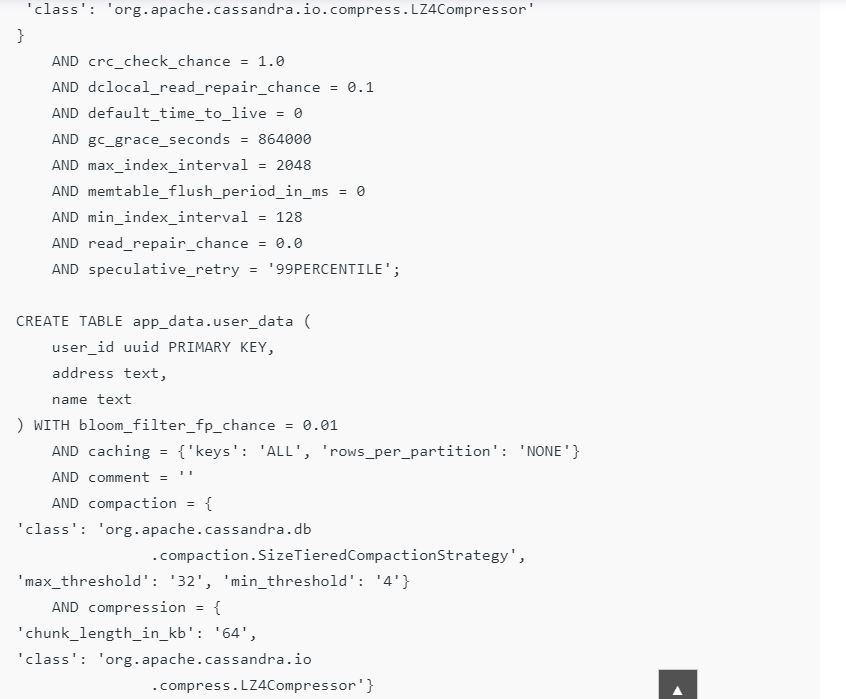 'class': 'org.apache.cassandra.io.compress.LZ4Compressor'
}
    AND crc_check_chance = 1.0
    AND dclocal_read_repair_chance = 0.1
    AND default_time_to_live = 0
    AND gc_grace_seconds = 864000
    AND max_index_interval = 2048
    AND memtable_flush_period_in_ms = 0
    AND min_index_interval = 128
    AND read_repair_chance = 0.0
    AND speculative_retry = '99PERCENTILE';

CREATE TABLE app_data.user_data (
    user_id uuid PRIMARY KEY,
    address text,
    name text
) WITH bloom_filter_fp_chance = 0.01
    AND caching = {'keys': 'ALL', 'rows_per_partition': 'NONE'}
    AND comment = ''
    AND compaction = {
'class': 'org.apache.cassandra.db
               .compaction.SizeTieredCompactionStrategy',
'max_threshold': '32', 'min_threshold': '4'}
    AND compression = {
'chunk_length_in_kb': '64',
'class': 'org.apache.cassandra.io
               .compress.LZ4Compressor'}